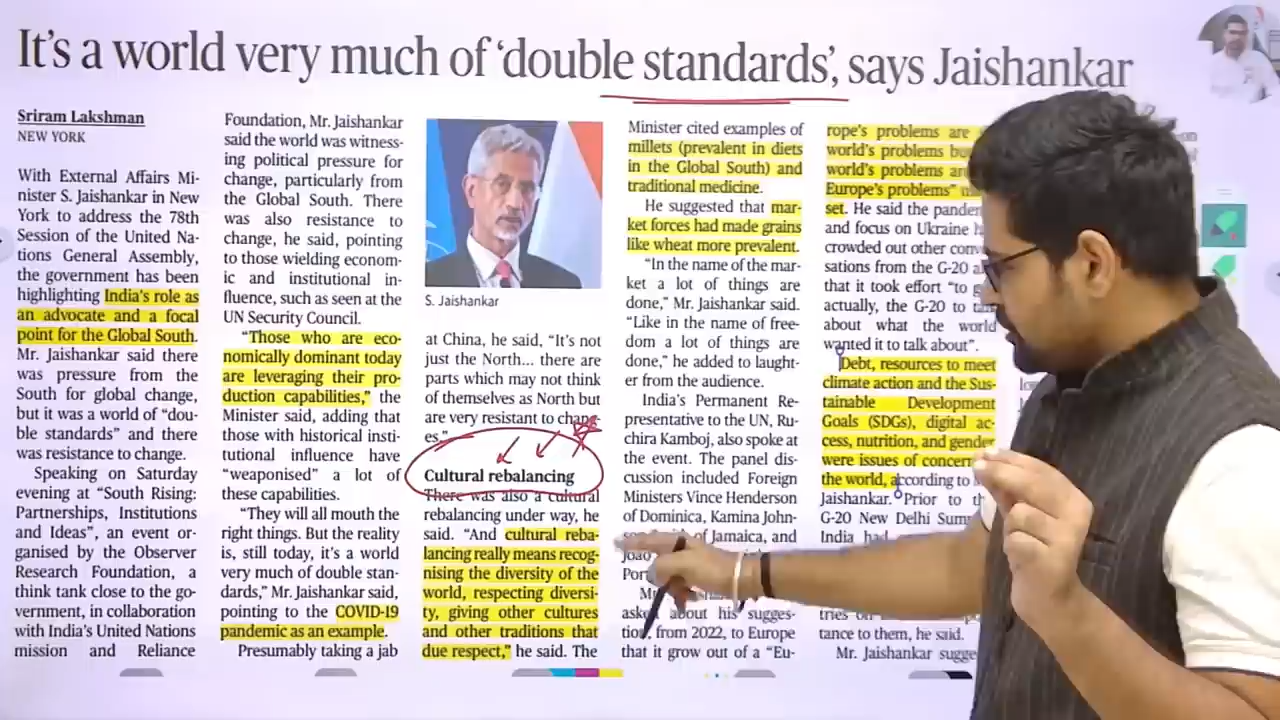 It's a world very much of 'double standards', says Jaishankar
Sriram Lakshman
NEW YORK
With External Affairs Mi-
nister S. Jaishankar in New
York to address the 78th
Session of the United Na-
tions General Assembly,
the government has been
highlighting India's role as
an advocate and a focal
point for the Global South.
Mr. Jaishankar said there
was pressure from the
South for global change,
but it was a world of "dou-
ble standards" and there
was resistance to change.
Speaking on Saturday
evening at "South Rising:
Partnerships, Institutions
and Ideas", an event or-
ganised by the Observer
Research Foundation, a
think tank close to the go-
vernment, in collaboration
with India's United Nations
mission and Reliance
Foundation, Mr. Jaishankar
said the world was witness-
ing political pressure for
change, particularly from
the Global South. There
was also resistance to
change, he said, pointing
to those wielding econom-
ic and institutional in-
fluence, such as seen at the
UN Security Council.
"Those who are eco-
nomically dominant today
are leveraging their pro-
duction capabilities," the
Minister said, adding that
those with historical insti-
tutional influence have
"weaponised" a lot of
these capabilities.
"They will all mouth the
right things. But the reality
is, still today, it's a world
very much of double stan-
dards," Mr. Jaishankar said,
pointing to the COVID-19
pandemic as an example.
Presumably taking a jab
S. Jaishankar
at China, he said, "It's not
just the North... there are
parts which may not think
of themselves as North but
are very resistant to chang-
es."
Cultural rebalancing
There was also a cultural
rebalancing under way, he
said. "And cultural reba-
lancing really means recog-
nising the diversity of the
world, respecting diversi-
ty, giving other cultures
and other traditions that
due respect," he said. The
Minister cited examples of
millets (prevalent in diets
in the Global South) and
traditional medicine.
He suggested that mar-
ket forces had made grains
like wheat more prevalent.
"In the name of the mar-
ket a lot of things are
done," Mr. Jaishankar said.
"Like in the name of free-
dom a lot of things are
done," he added to laught-
er from the audience.
India's Permanent Re-
presentative to the UN, Ru-
chira Kamboj, also spoke at
the event. The panel dis-
cussion included Foreign
Ministers Vince Henderson
of Dominica, Kamina John-
of Jamaica, and
about his sugges-
from 2022, to Europe
that it grow out of a "Eu-
rope's problems are
world's problems
world's problems
Europe's problems"
set. He said the
and focus on Ukraine
crowded out other
sations from the G-20
that it took effort "to
actually, the G-20 to
about what the world
wanted it to talk about".
Debt, resources to meet
climate action and the Sus-
tainable Development
Goals (SDGs), digital ac-
cess, nutrition, and gender
were issues of concern
the world, according to
Jaishankar. Prior to
G-20 New Delhi
India had
tance to them, he said.
Mr. Jaishankar